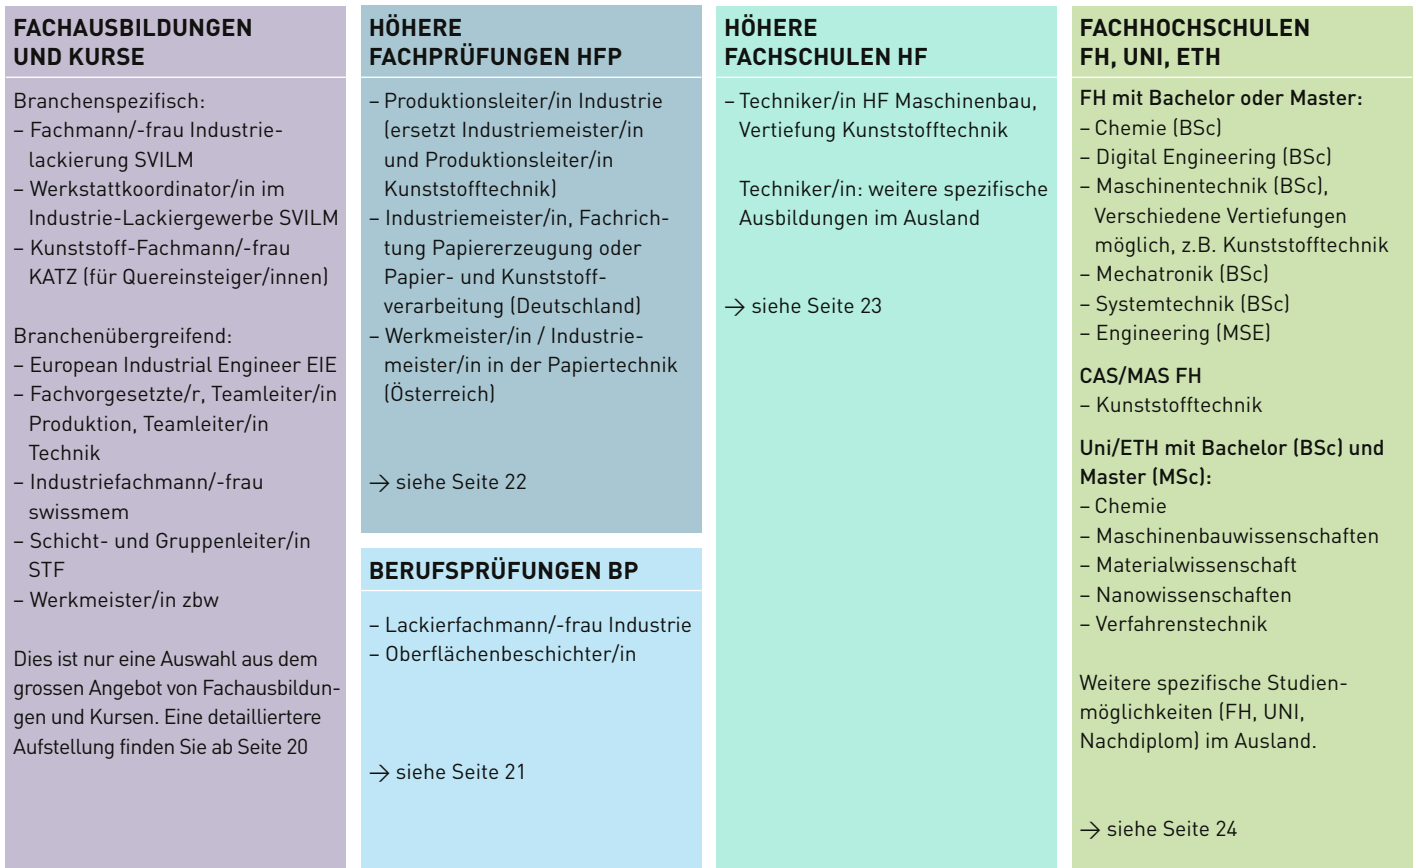 FACHAUSBILDUNGEN
UND KURSE
Branchenspezifisch:
– Fachmann/-frau Industrie-
lackierung SVILM
– Werkstattkoordinator/in im
Industrie-Lackiergewerbe SVILM
– Kunststoff-Fachmann/-frau
KATZ (für Quereinsteiger/innen)
Branchenübergreifend:
– European Industrial Engineer EIE
– Fachvorgesetzte/r, Teamleiter/in
Produktion, Teamleiter/in
Technik
– Industriefachmann/-frau
swissmem
– Schicht- und Gruppenleiter/in
STF
– Werkmeister/in zbw
Dies ist nur eine Auswahl aus dem
grossen Angebot von Fachausbildun-
gen und Kursen. Eine detailliertere
Aufstellung finden Sie ab Seite 20
HÖHERE
FACHPRÜFUNGEN HFP
– Produktionsleiter/in Industrie
(ersetzt Industriemeister/in
und Produktionsleiter/in
Kunststofftechnik)
– Industriemeister/in, Fachrich-
tung Papiererzeugung oder
Papier- und Kunststoff-
verarbeitung (Deutschland)
– Werkmeister/in / Industrie-
meister/in in der Papiertechnik
(Österreich)
→ siehe Seite 22
BERUFSPRÜFUNGEN BP
– Lackierfachmann/-frau Industrie
– Oberflächenbeschichter/in
→ siehe Seite 21
HÖHERE
FACHSCHULEN HF
– Techniker/in HF Maschinenbau,
Vertiefung Kunststofftechnik
Techniker/in: weitere spezifische
Ausbildungen im Ausland
→ siehe Seite 23
FACHHOCHSCHULEN
FH, UNI, ETH
FH mit Bachelor oder Master:
– Chemie (BSc)
– Digital Engineering (BSc)
– Maschinentechnik (BSc),
Verschiedene Vertiefungen
möglich, z.B. Kunststofftechnik
– Mechatronik (BSc)
– Systemtechnik (BSc)
– Engineering (MSE)
CAS/MAS FH
– Kunststofftechnik
Uni/ETH mit Bachelor (BSc) und
Master (MSc):
– Chemie
– Maschinenbauwissenschaften
– Materialwissenschaft
– Nanowissenschaften
– Verfahrenstechnik
Weitere spezifische Studien-
möglichkeiten (FH, UNI,
Nachdiplom) im Ausland.
→ siehe Seite 24